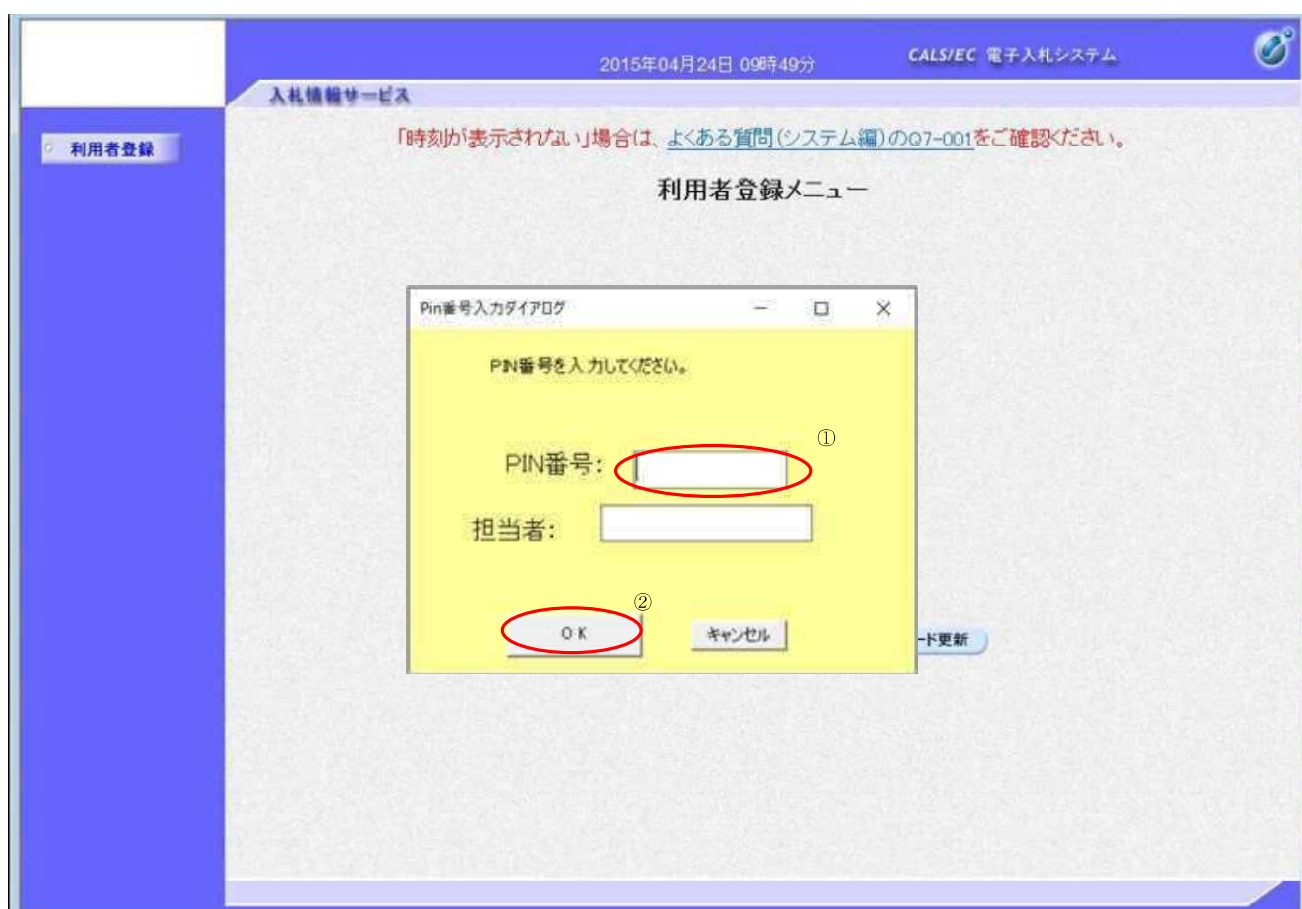 2015年04月24日 09時49分
CALS/EC 電子入札システム
入札情報サービス
利用者登録
「時刻が表示されない」場合は、よくある質問(システム編)のQ7-001をご確認ください。
利用者登録メニュー
Pin番号入力ダイアログ
PIN番号を入力してください。
①
PIN番号:
担当者:
②
OK
キャンセル
ード更新